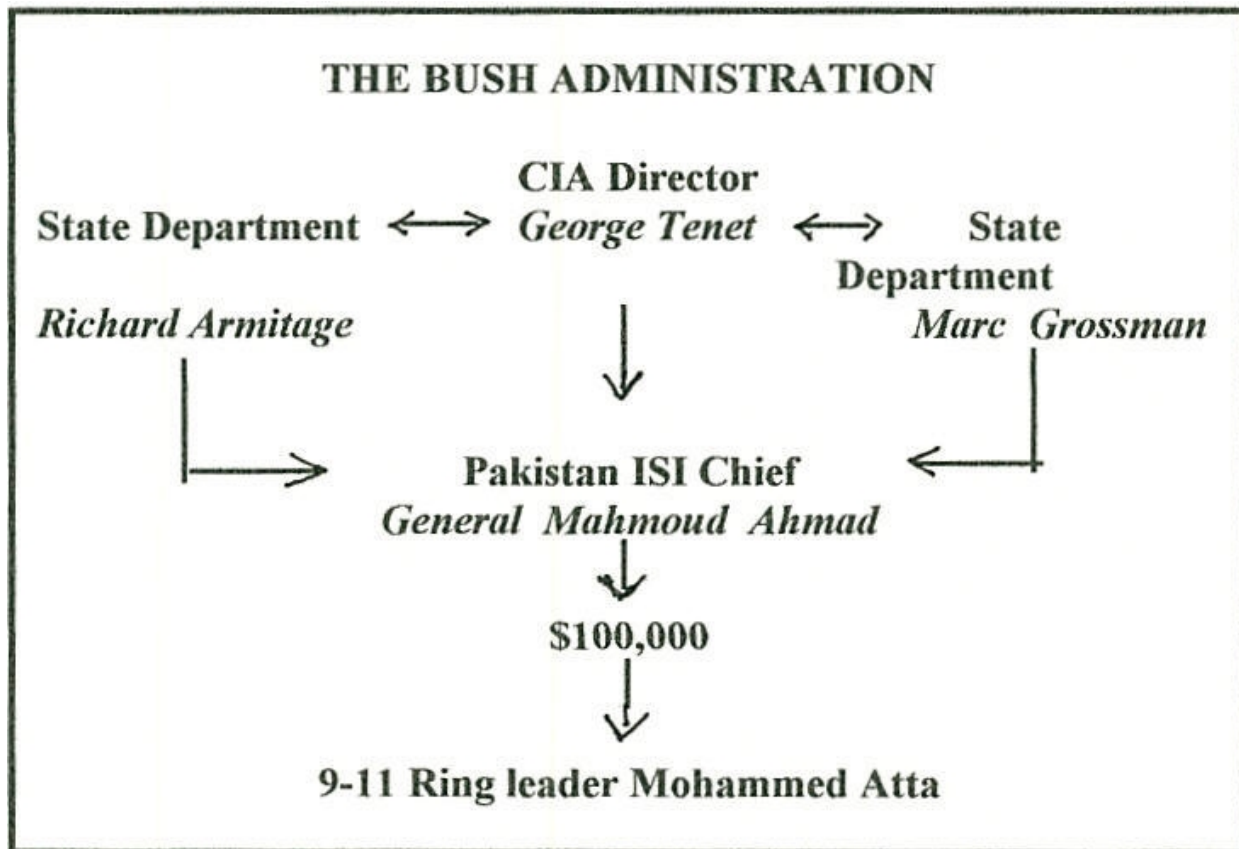 THE BUSH ADMINISTRATION
CIA Director
State Department George Tenet State
Department
Richard Armitage Marc Grossman
Pakistan ISI Chief
General Mahmoud Ahmad
$100,000
9-11 Ring leader Mohammed Atta